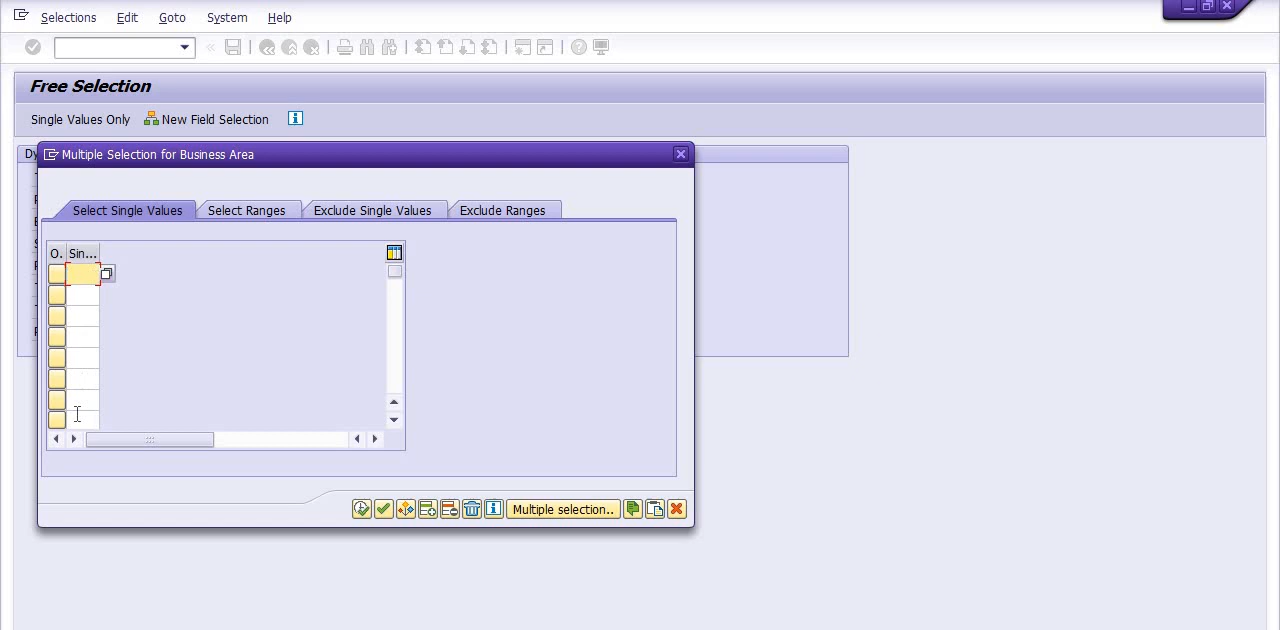 Selections Edit Goto System Help
Free Selection
Single Values Only New Field Selection
Dy
Multiple Selection for Business Area
Select Single Values Select Ranges Exclude Single Values Exclude Ranges
O. Sin...
Multiple selection..